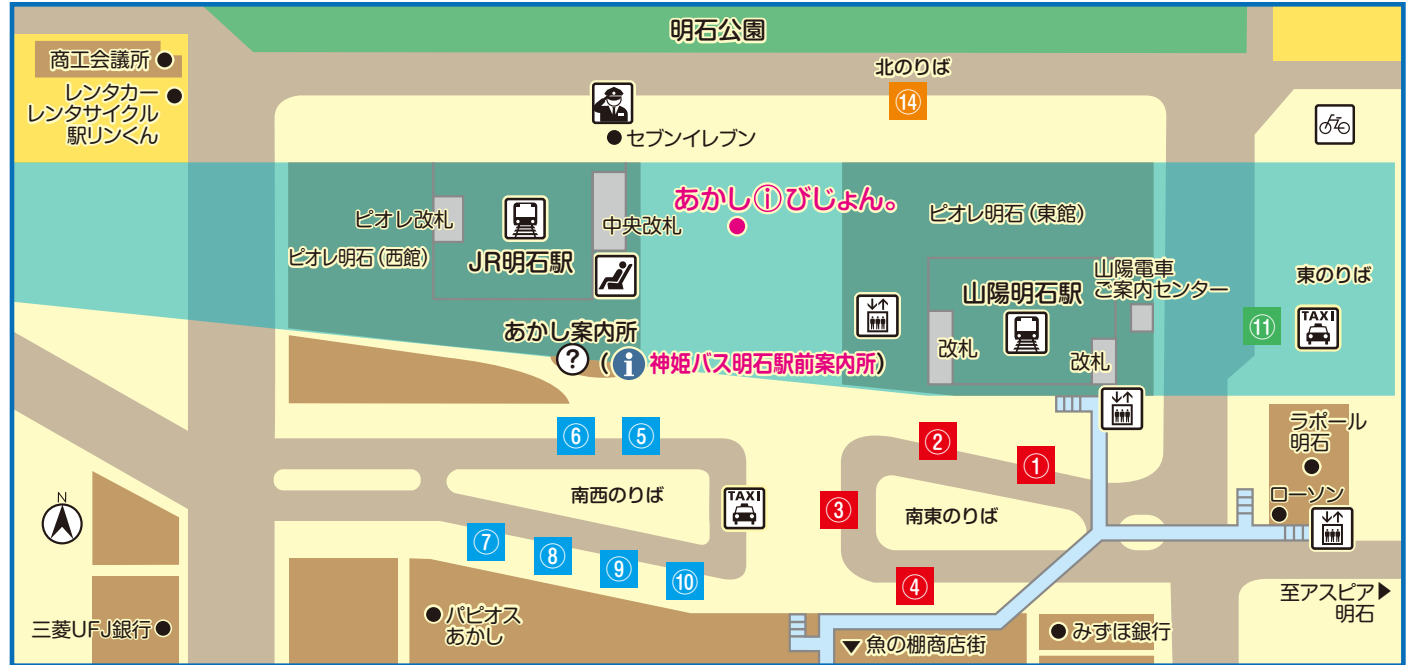 明石公園
商工会議所
レンタカー
レンタサイクル
駅リンくん
北のりば
⑭
セブンイレブン
あかしⓘびじょん。
ピオレ改札
中央改札
ピオレ明石(東館)
ピオレ明石(西館)
JR明石駅
山陽明石駅
山陽電車
ご案内センター
東のりば
⑪
TAXI
改札
改札
あかし案内所
?(i 神姫バス明石駅前案内所)
⑥
⑤
②
①
ラポール
明石
ローソン
N
南西のりば
TAXI
③
南東のりば
⑦
⑧
⑨
⑩
④
至アスピア▶
明石
三菱UFJ銀行
パピオス
あかし
▼魚の棚商店街
みずほ銀行